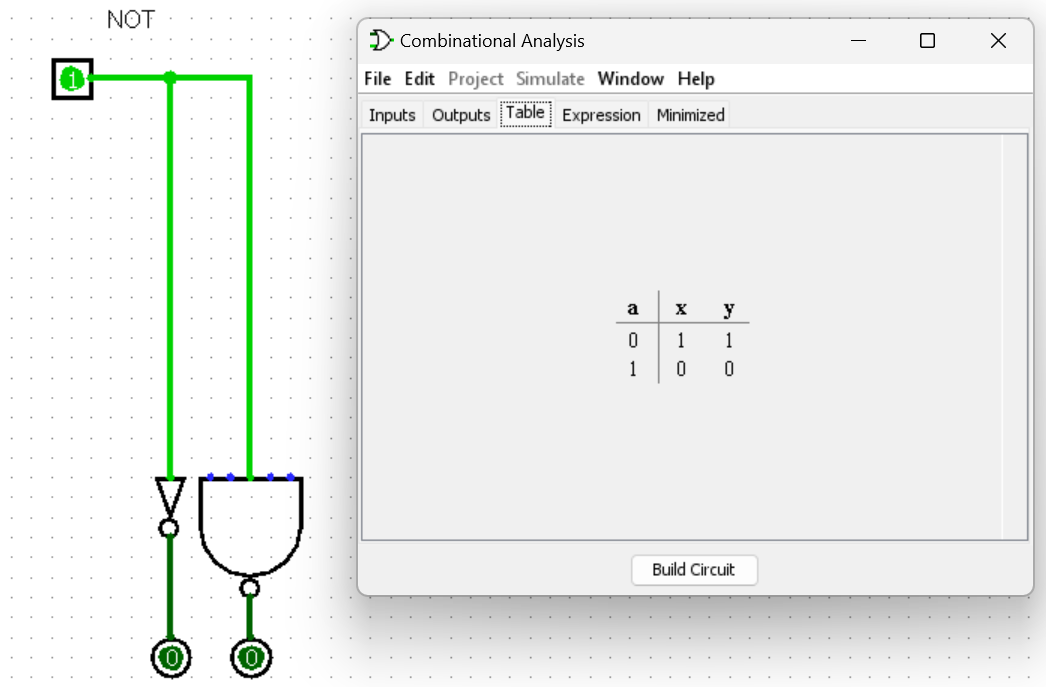 NOT
1
0
0
Combinational Analysis
File Edit Project Simulate Window Help
Inputs Outputs Table Expression Minimized
a x y
0 1 1
1 0 0
Build Circuit